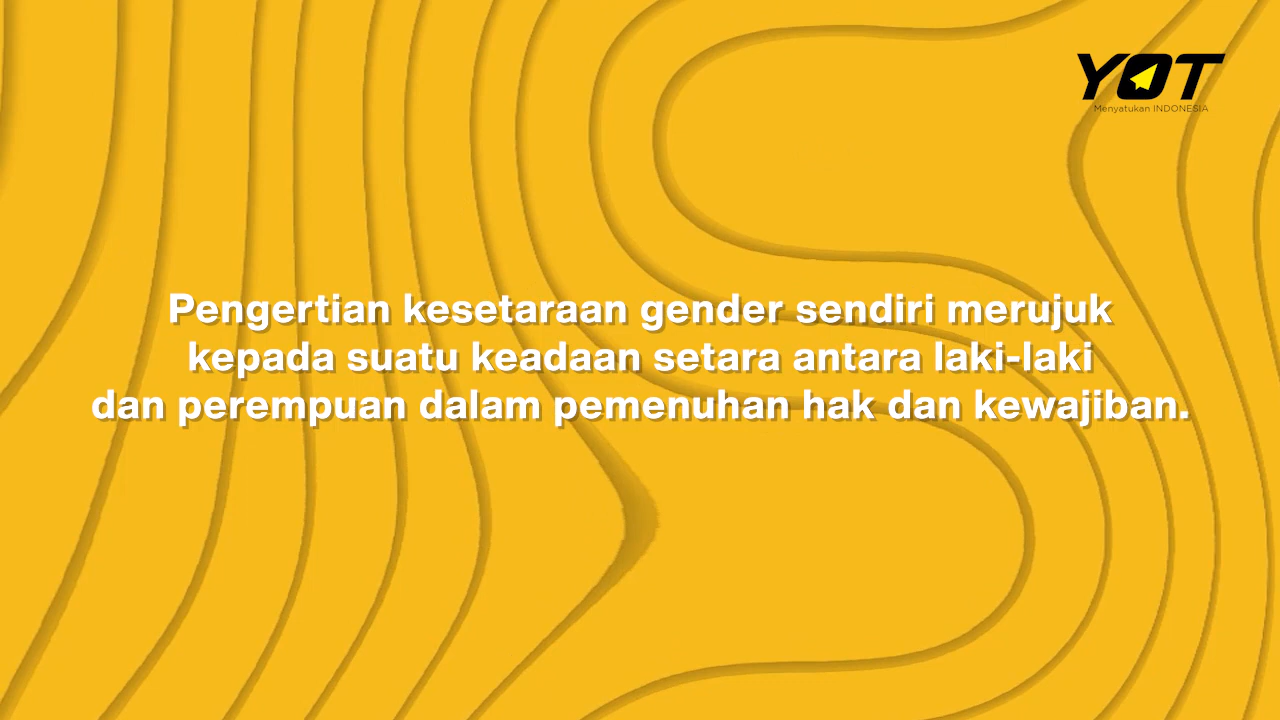 YOT
Menyatukan INDONESIA
Pengertian kesetaraan gender sendiri merujuk
kepada suatu keadaan setara antara laki-laki
dan perempuan dalam pemenuhan hak dan kewajiban.